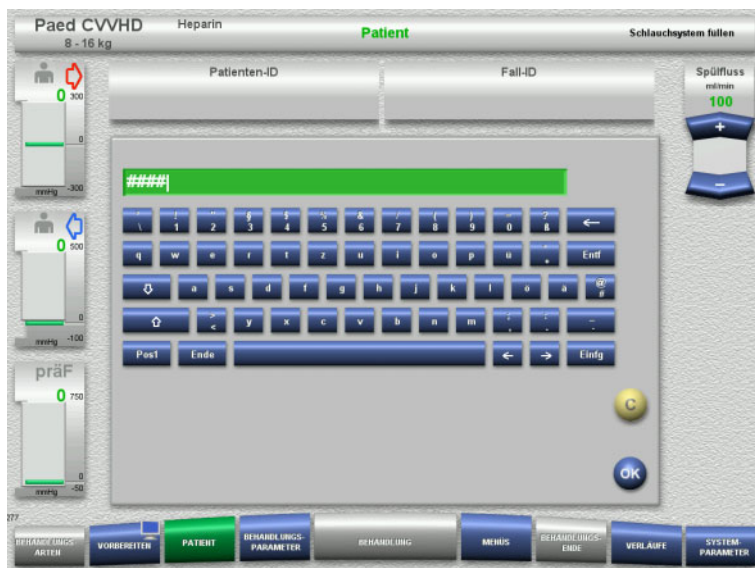 Paed CVVHD Heparin Patient Schlauchsystem füllen
8 - 16 kg
Patienten-ID Fall-ID Spülfluss
ml/min
100
0 300
0
mmHg -300
+
−
####
\ ! 1 " 2 § 3 $ 4 % 5 & 6 / 7 ( 8 ) 9 = 0 ? ß ←
q w e r t z u i o p ü * + Entf
a s d f g h j k l ö ä @ #
> < y x c v b n m ; , : . _ -
Pos1 Ende ← → Einfg
0 500
0
mmHg -100
präF
0 750
0
mmHg -50
C
OK
277
BEHANDLUNGS-
ARTEN
VORBEREITEN
PATIENT
BEHANDLUNGS-
PARAMETER
BEHANDLUNG
MENÜS
BEHANDLUNGS-
ENDE
VERLÄUFE
SYSTEM-
PARAMETER